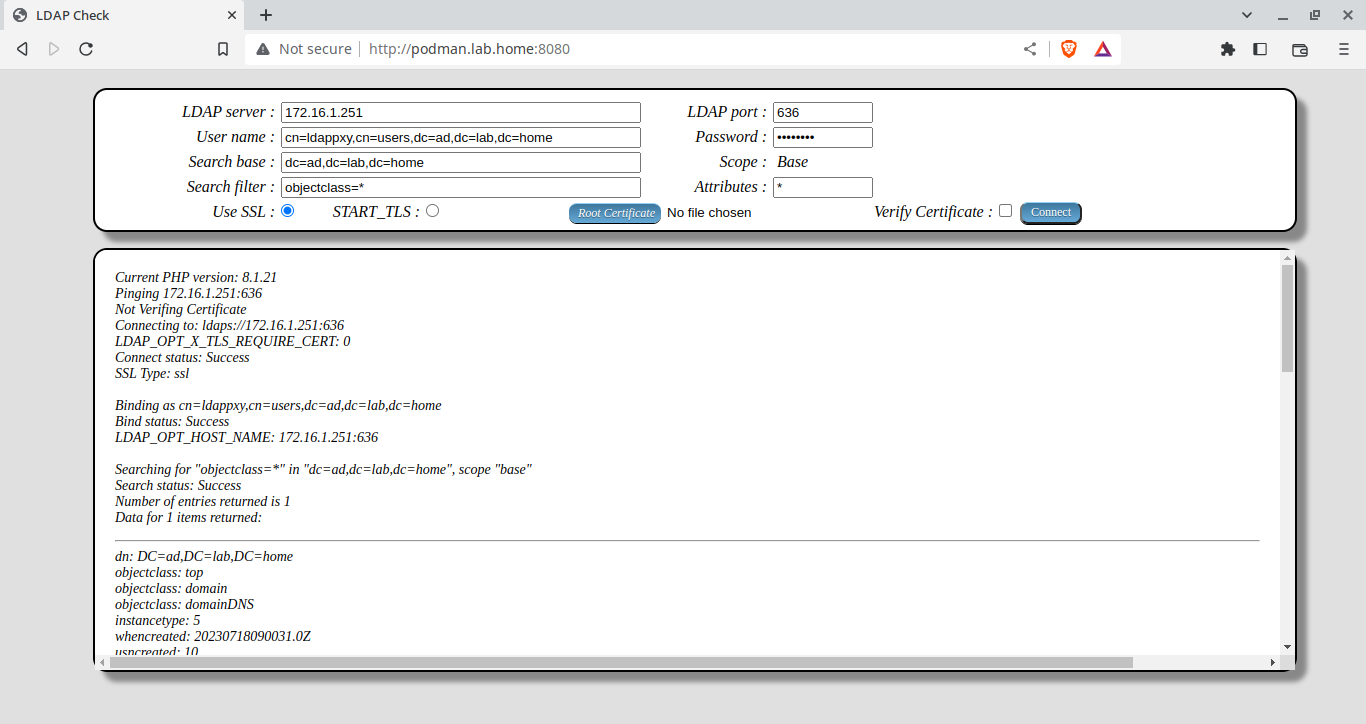 LDAP Check
Not secure http://podman.lab.home:8080
LDAP server : 172.16.1.251 LDAP port : 636
User name : cn=ldappxy,cn=users,dc=ad,dc=lab,dc=home Password : ••••••••
Search base : dc=ad,dc=lab,dc=home Scope : Base
Search filter : objectclass=* Attributes : *
Use SSL : START_TLS : Root Certificate No file chosen Verify Certificate : Connect
Current PHP version: 8.1.21
Pinging 172.16.1.251:636
Not Verifing Certificate
Connecting to: ldaps://172.16.1.251:636
LDAP_OPT_X_TLS_REQUIRE_CERT: 0
Connect status: Success
SSL Type: ssl
Binding as cn=ldappxy,cn=users,dc=ad,dc=lab,dc=home
Bind status: Success
LDAP_OPT_HOST_NAME: 172.16.1.251:636
Searching for "objectclass=*" in "dc=ad,dc=lab,dc=home", scope "base"
Search status: Success
Number of entries returned is 1
Data for 1 items returned:
dn: DC=ad,DC=lab,DC=home
objectclass: top
objectclass: domain
objectclass: domainDNS
instancetype: 5
whencreated: 20230718090031.0Z
usncreated: 10